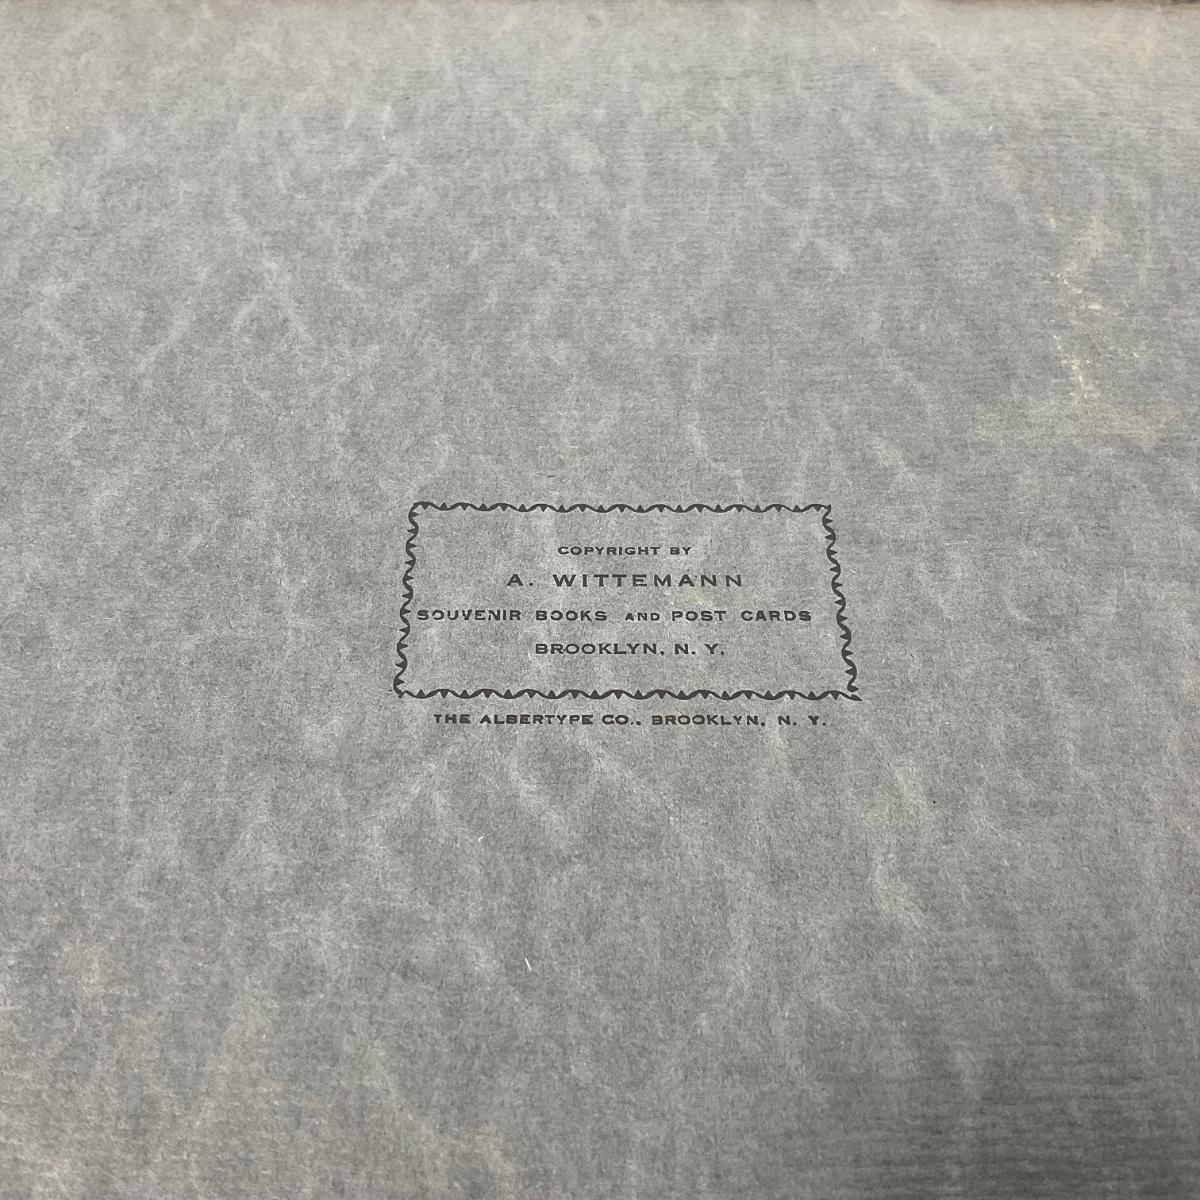 COPYRIGHT BY
A. WITTEMANN
SOUVENIR BOOKS AND POST CARDS
BROOKLYN, N. Y.
THE ALBERTYPE CO., BROOKLYN, N. Y.